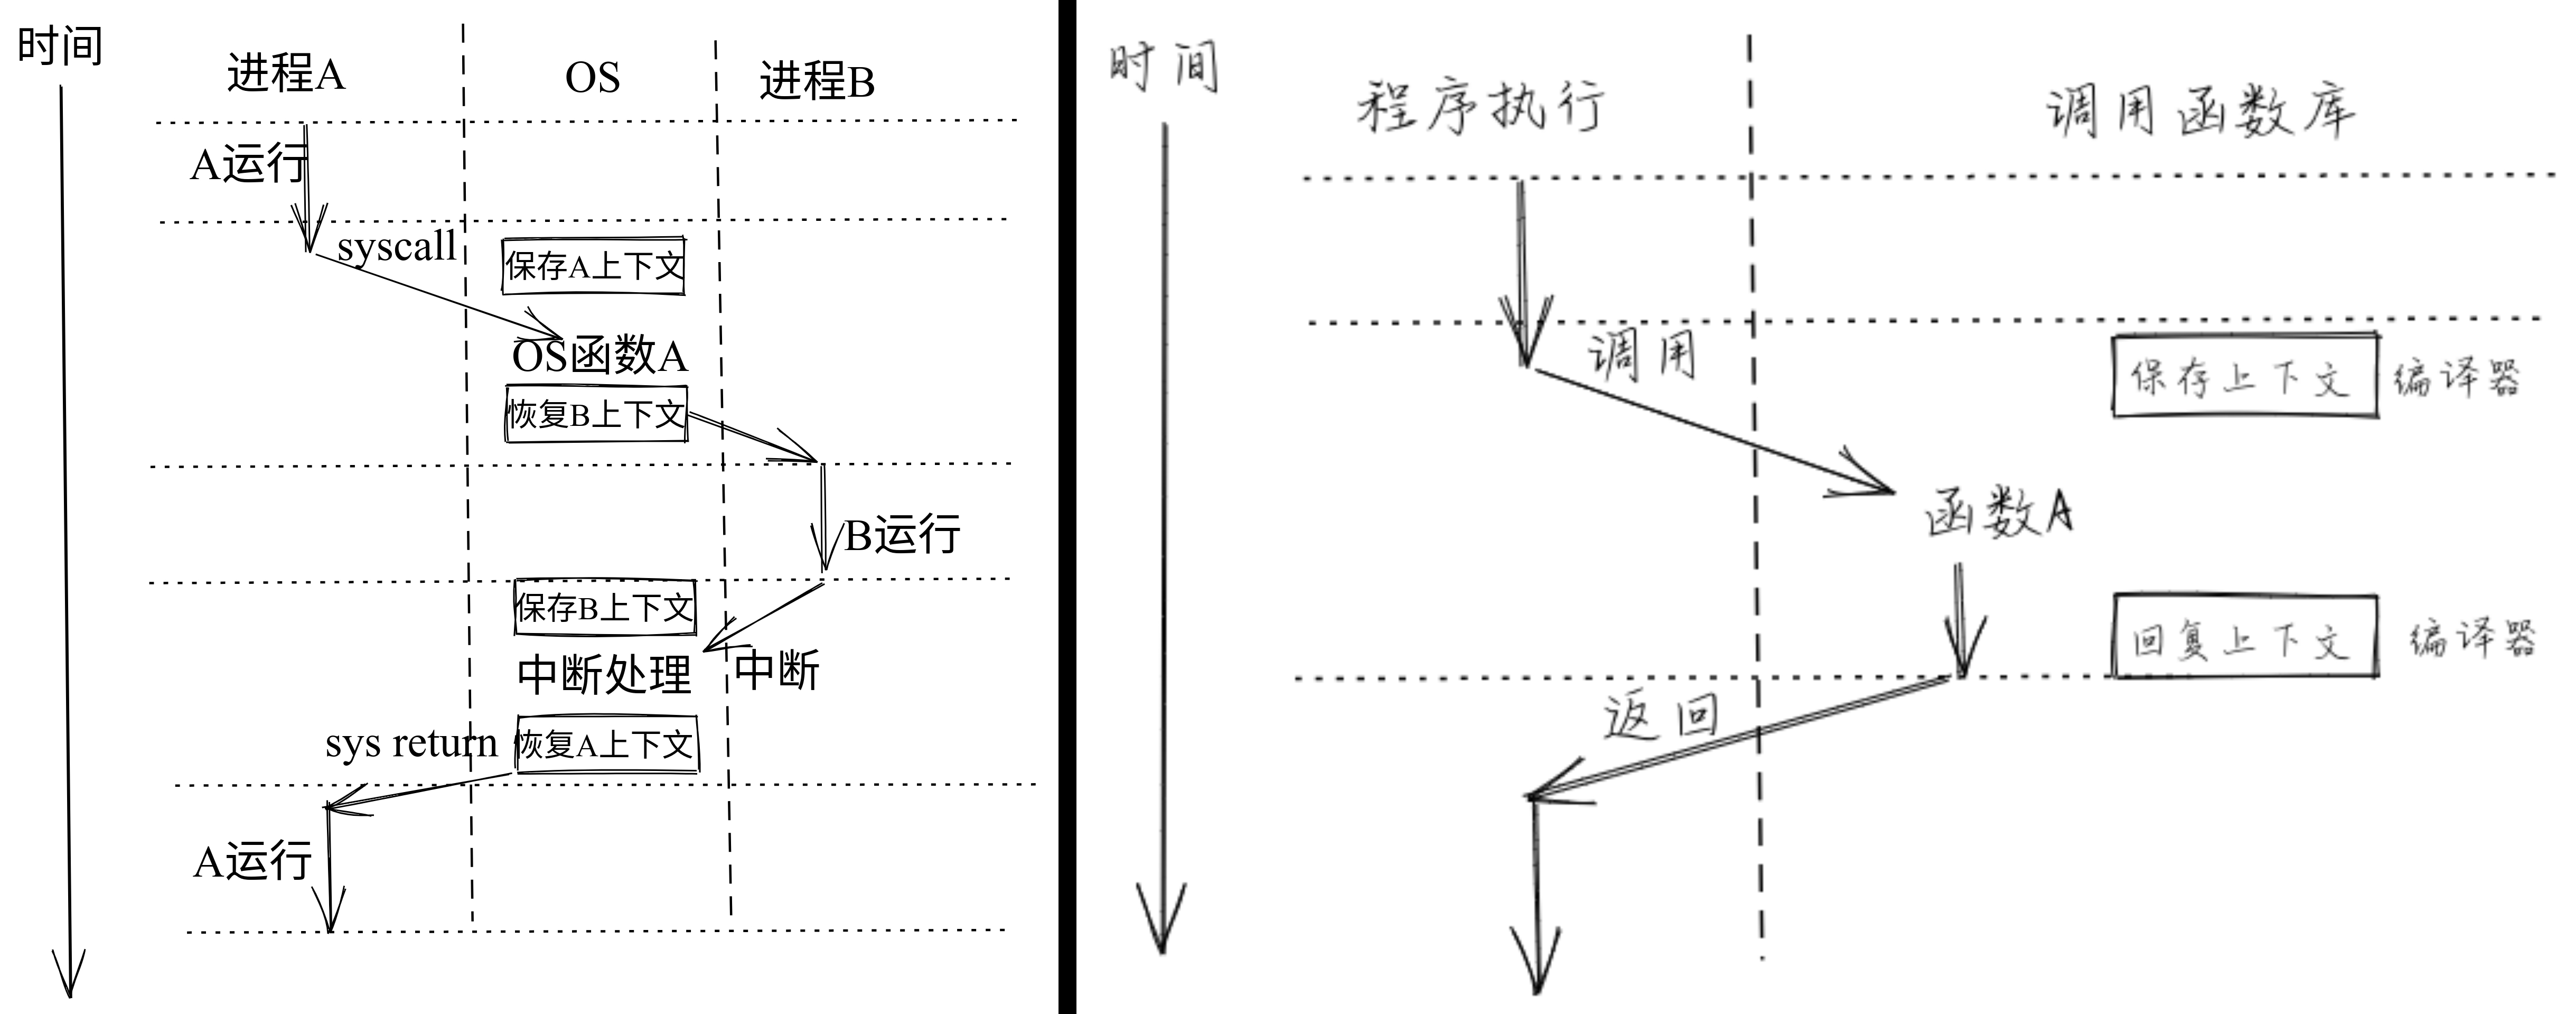 时间
进程A
OS
进程B
A运行
syscall
保存A上下文
OS函数A
恢复B上下文
B运行
保存B上下文
中断处理
中断
sys return
恢复A上下文
A运行
时间
程序执行
调用函数库
调用
保存上下文
编译器
函数A
回复上下文
编译器
返回